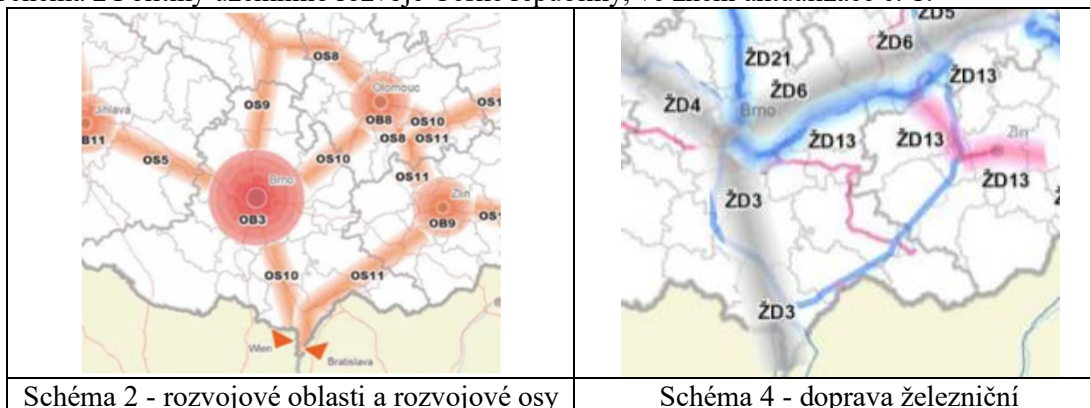 schéma 2 Politiky územního rozvoje České republiky, ve znění aktualizace č. 1.
OS8
Olomouc
OS9
OB8
OS10
OS1
Jihlava
OS8
OS11
B11
OS10
OS5
OS11
Brno
Zlín
OB3
OB9
OS1
OS10
OS11
Wien
Bratislava
ŽD5
ŽD6
ŽD21
ŽD13
ŽD6
ŽD4
Brno
ŽD13
ŽD13
Zlín
ŽD13
ŽD3
ŽD3
Schéma 2 - rozvojové oblasti a rozvojové osy
Schéma 4 - doprava železniční